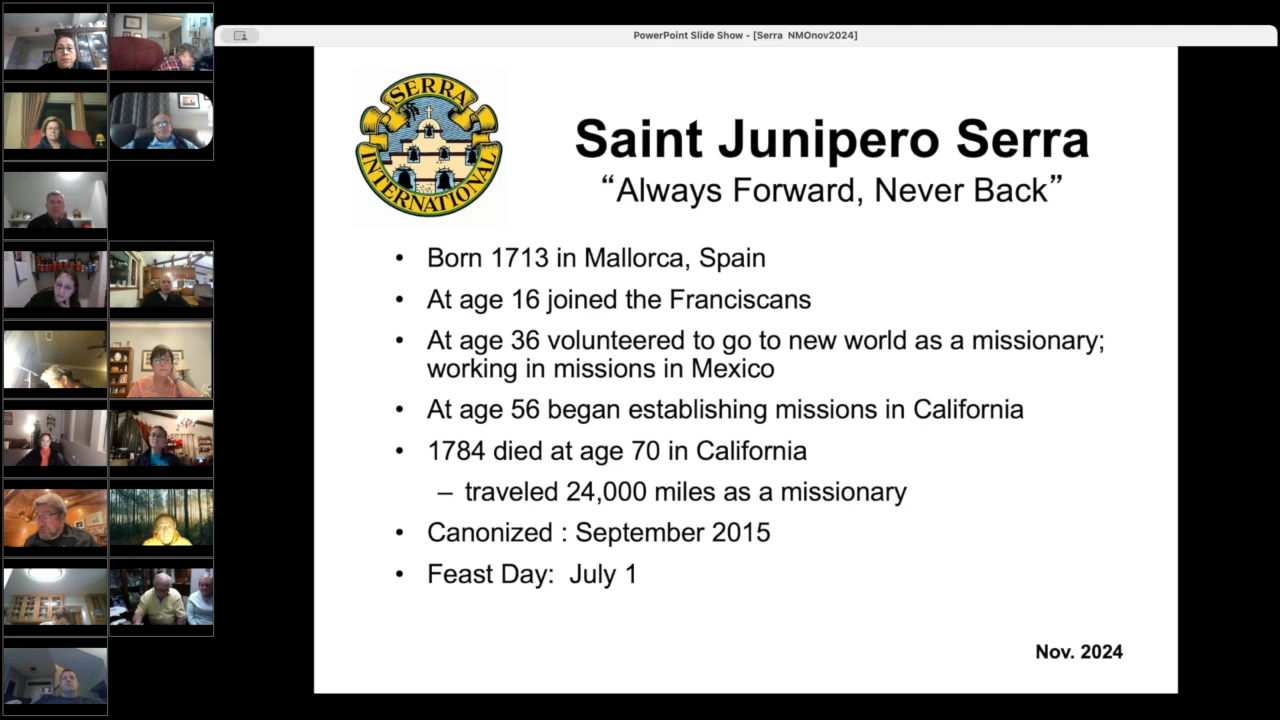 PowerPoint Slide Show - [Serra NMOnov2024]
SERRA
INTERNATIONAL
Saint Junipero Serra
“Always Forward, Never Back”
• Born 1713 in Mallorca, Spain
• At age 16 joined the Franciscans
• At age 36 volunteered to go to new world as a missionary;
working in missions in Mexico
• At age 56 began establishing missions in California
• 1784 died at age 70 in California
– traveled 24,000 miles as a missionary
• Canonized : September 2015
• Feast Day: July 1
Nov. 2024